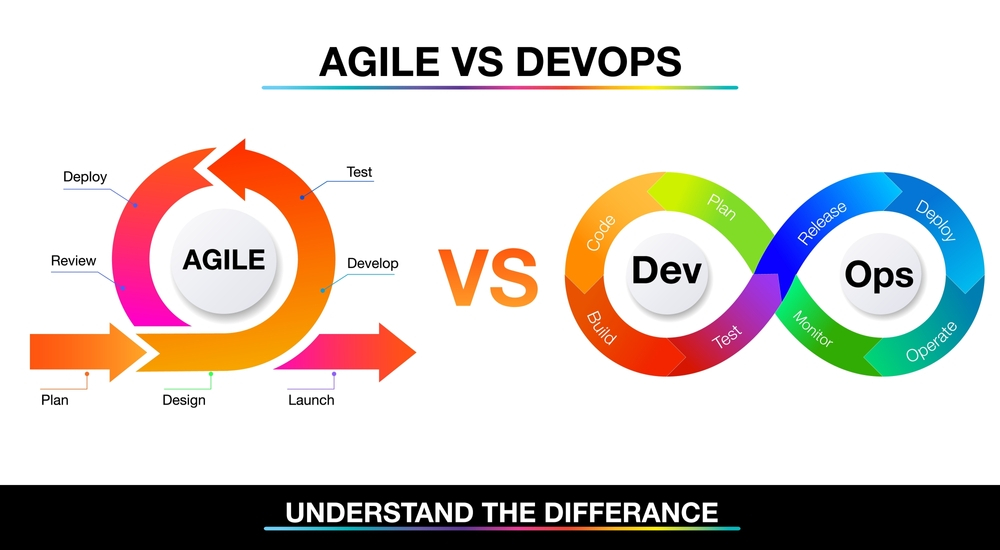 AGILE VS DEVOPS
Deploy
Test
Review
AGILE
Develop
Plan
Design
Launch
VS
Code
Plan
Release
Deploy
Dev
Ops
Build
Test
Monitor
Operate
UNDERSTAND THE DIFFERANCE